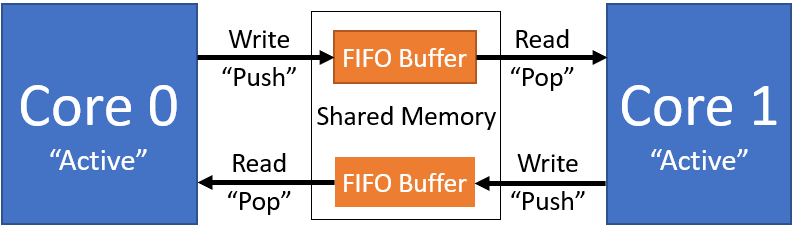 Core 0
“Active”
Write
“Push”
FIFO Buffer
Read
“Pop”
Shared Memory
Read
“Pop”
FIFO Buffer
Write
“Push”
Core 1
“Active”